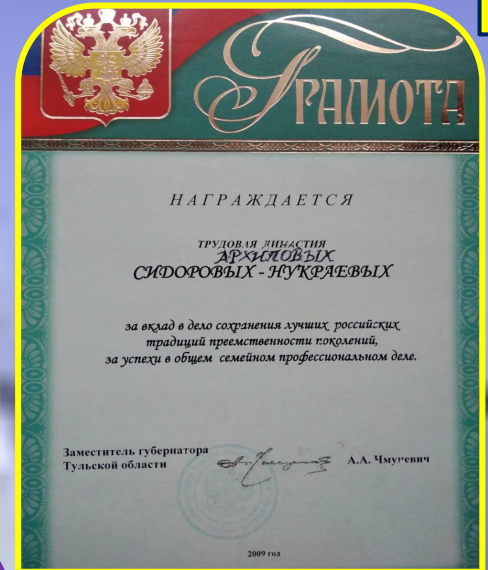 Грамота
НАГРАЖДАЕТСЯ
ТРУДОВАЯ ДИНАСТИЯ
АРХИПОВЫХ
СИДОРОВЫХ - НУКРАЕВЫХ
за вклад в дело сохранения лучших российских
традиций преемственности поколений,
за успехи в общем семейном профессиональном деле.
Заместитель губернатора
Тульской области
А.А. Чмуревич
2009 год